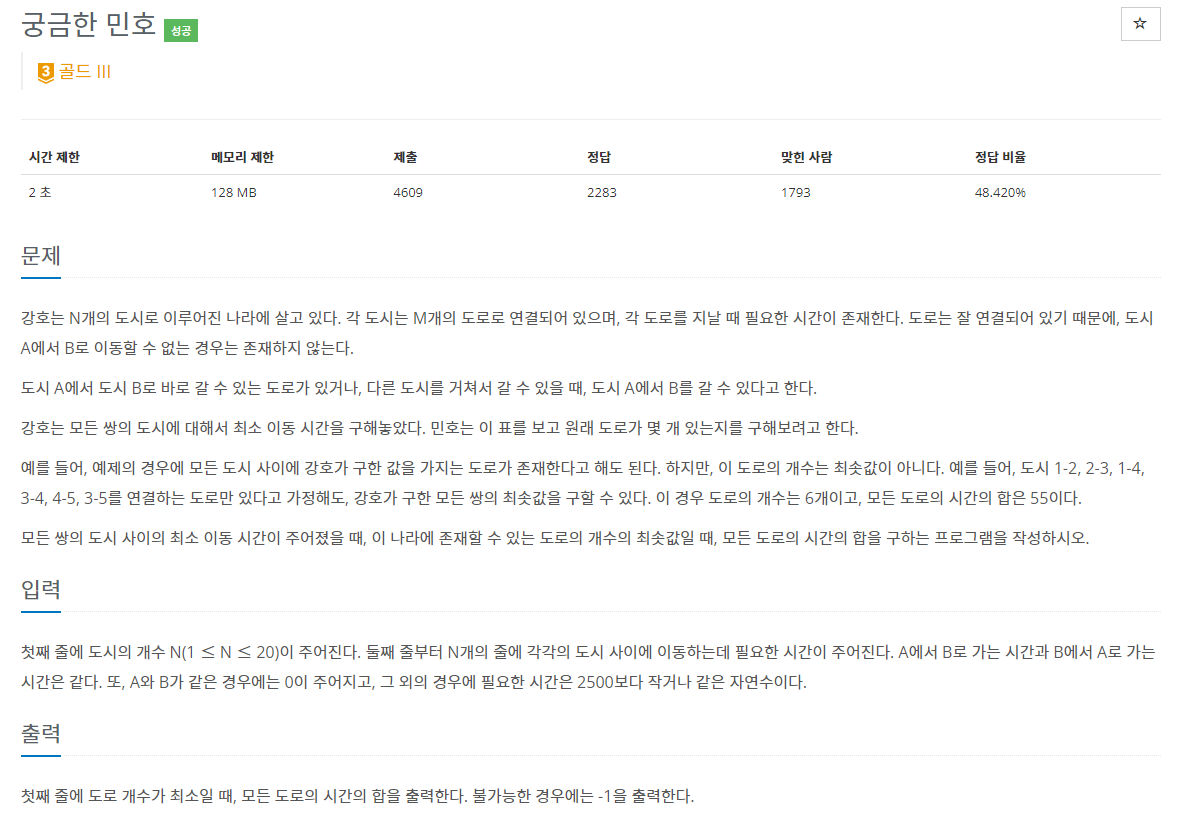 궁금한 민호 성공
☆
3 골드 III
시간 제한 메모리 제한 제출 정답 맞힌 사람 정답 비율
2 초 128 MB 4609 2283 1793 48.420%
문제
강호는 N개의 도시로 이루어진 나라에 살고 있다. 각 도시는 M개의 도로로 연결되어 있으며, 각 도로를 지날 때 필요한 시간이 존재한다. 도로는 잘 연결되어 있기 때문에, 도시
A에서 B로 이동할 수 없는 경우는 존재하지 않는다.
도시 A에서 도시 B로 바로 갈 수 있는 도로가 있거나, 다른 도시를 거쳐서 갈 수 있을 때, 도시 A에서 B를 갈 수 있다고 한다.
강호는 모든 쌍의 도시에 대해서 최소 이동 시간을 구해놓았다. 민호는 이 표를 보고 원래 도로가 몇 개 있는지를 구해보려고 한다.
예를 들어, 예제의 경우에 모든 도시 사이에 강호가 구한 값을 가지는 도로가 존재한다고 해도 된다. 하지만, 이 도로의 개수는 최솟값이 아니다. 예를 들어, 도시 1-2, 2-3, 1-4,
3-4, 4-5, 3-5를 연결하는 도로만 있다고 가정해도, 강호가 구한 모든 쌍의 최솟값을 구할 수 있다. 이 경우 도로의 개수는 6개이고, 모든 도로의 시간의 합은 55이다.
모든 쌍의 도시 사이의 최소 이동 시간이 주어졌을 때, 이 나라에 존재할 수 있는 도로의 개수의 최솟값일 때, 모든 도로의 시간의 합을 구하는 프로그램을 작성하시오.
입력
첫째 줄에 도시의 개수 N(1 ≤ N ≤ 20)이 주어진다. 둘째 줄부터 N개의 줄에 각각의 도시 사이에 이동하는데 필요한 시간이 주어진다. A에서 B로 가는 시간과 B에서 A로 가는
시간은 같다. 또, A와 B가 같은 경우에는 0이 주어지고, 그 외의 경우에 필요한 시간은 2500보다 작거나 같은 자연수이다.
출력
첫째 줄에 도로 개수가 최소일 때, 모든 도로의 시간의 합을 출력한다. 불가능한 경우에는 -1을 출력한다.